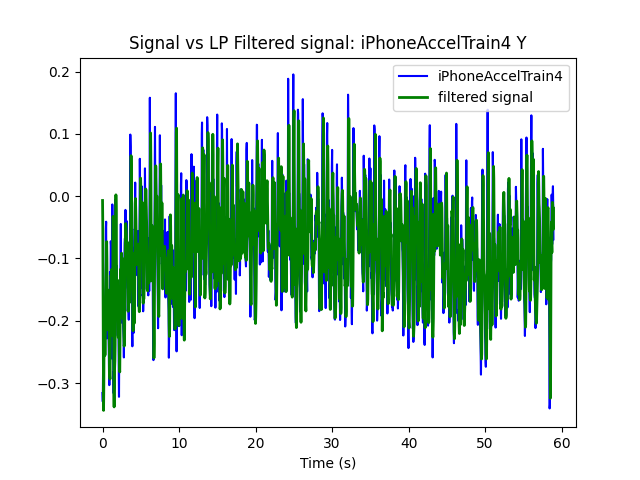 Signal vs LP Filtered signal: iPhoneAccelTrain4 Y
iPhoneAccelTrain4
filtered signal
0.2
0.1
0.0
−0.1
−0.2
−0.3
0 10 20 30 40 50 60
Time (s)